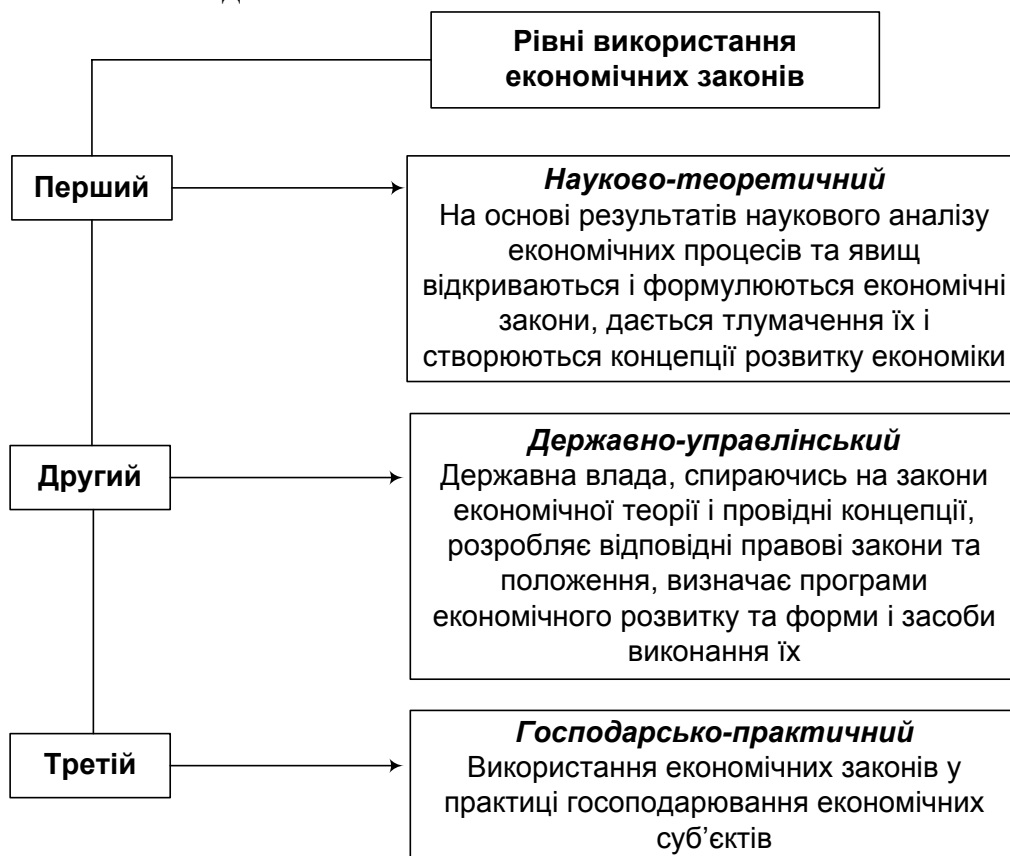 Рівні використання
економічних законів
Перший
Науково-теоретичний
На основі результатів наукового аналізу
економічних процесів та явищ
відкриваються і формулюються економічні
закони, дається тлумачення їх і
створюються концепції розвитку економіки
Другий
Державно-управлінський
Державна влада, спираючись на закони
економічної теорії і провідні концепції,
розробляє відповідні правові закони та
положення, визначає програми
економічного розвитку та форми і засоби
виконання їх
Третій
Господарсько-практичний
Використання економічних законів у
практиці госоподарювання економічних
суб’єктів